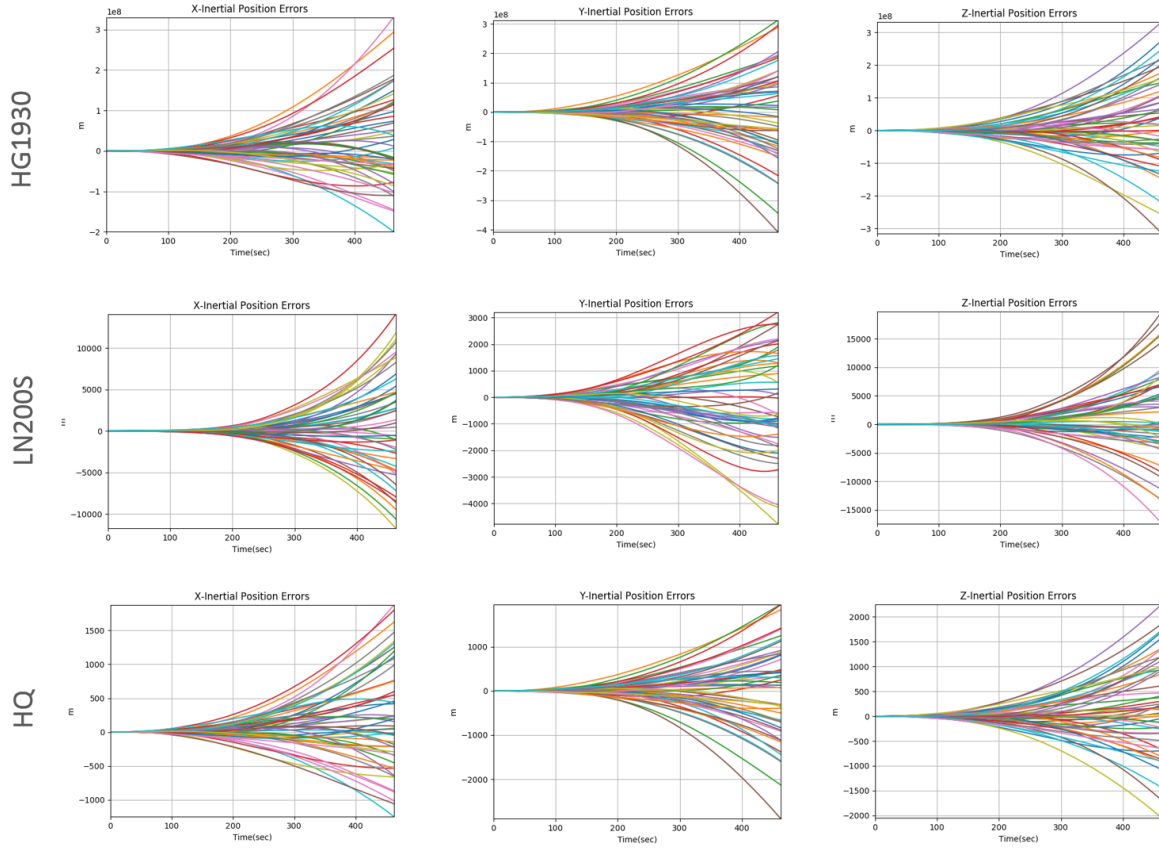 HG1930
X-Inertial Position Errors
1e8
3
2
1
0
−1
−2
m
0 100 200 300 400
Time(sec)
Y-Inertial Position Errors
1e8
3
2
1
0
−1
−2
−3
−4
m
0 100 200 300 400
Time(sec)
Z-Inertial Position Errors
1e8
3
2
1
0
−1
−2
−3
m
0 100 200 300 400
Time(sec)
LN200S
X-Inertial Position Errors
10000
5000
0
−5000
−10000
0 100 200 300 400
Time(sec)
Y-Inertial Position Errors
3000
2000
1000
0
−1000
−2000
−3000
−4000
m
0 100 200 300 400
Time(sec)
Z-Inertial Position Errors
15000
10000
5000
0
−5000
−10000
−15000
0 100 200 300 400
Time(sec)
HQ
X-Inertial Position Errors
1500
1000
500
0
−500
−1000
m
0 100 200 300 400
Time(sec)
Y-Inertial Position Errors
1000
0
−1000
−2000
m
0 100 200 300 400
Time(sec)
Z-Inertial Position Errors
2000
1500
1000
500
0
−500
−1000
−1500
−2000
m
0 100 200 300 400
Time(sec)